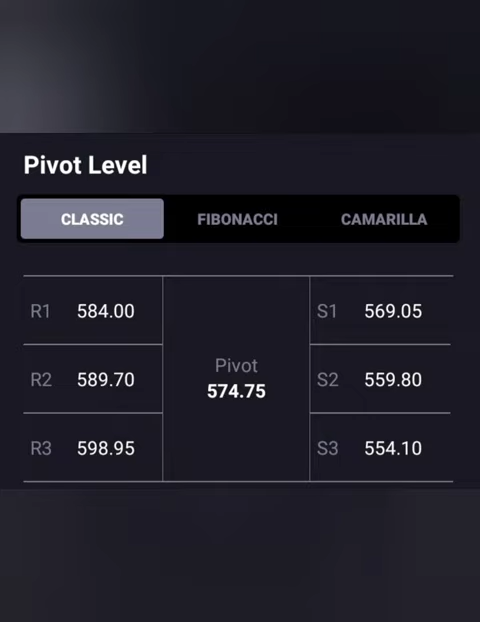 Pivot Level
CLASSIC FIBONACCI CAMARILLA
R1 584.00
R2 589.70
R3 598.95
Pivot
574.75
S1 569.05
S2 559.80
S3 554.10